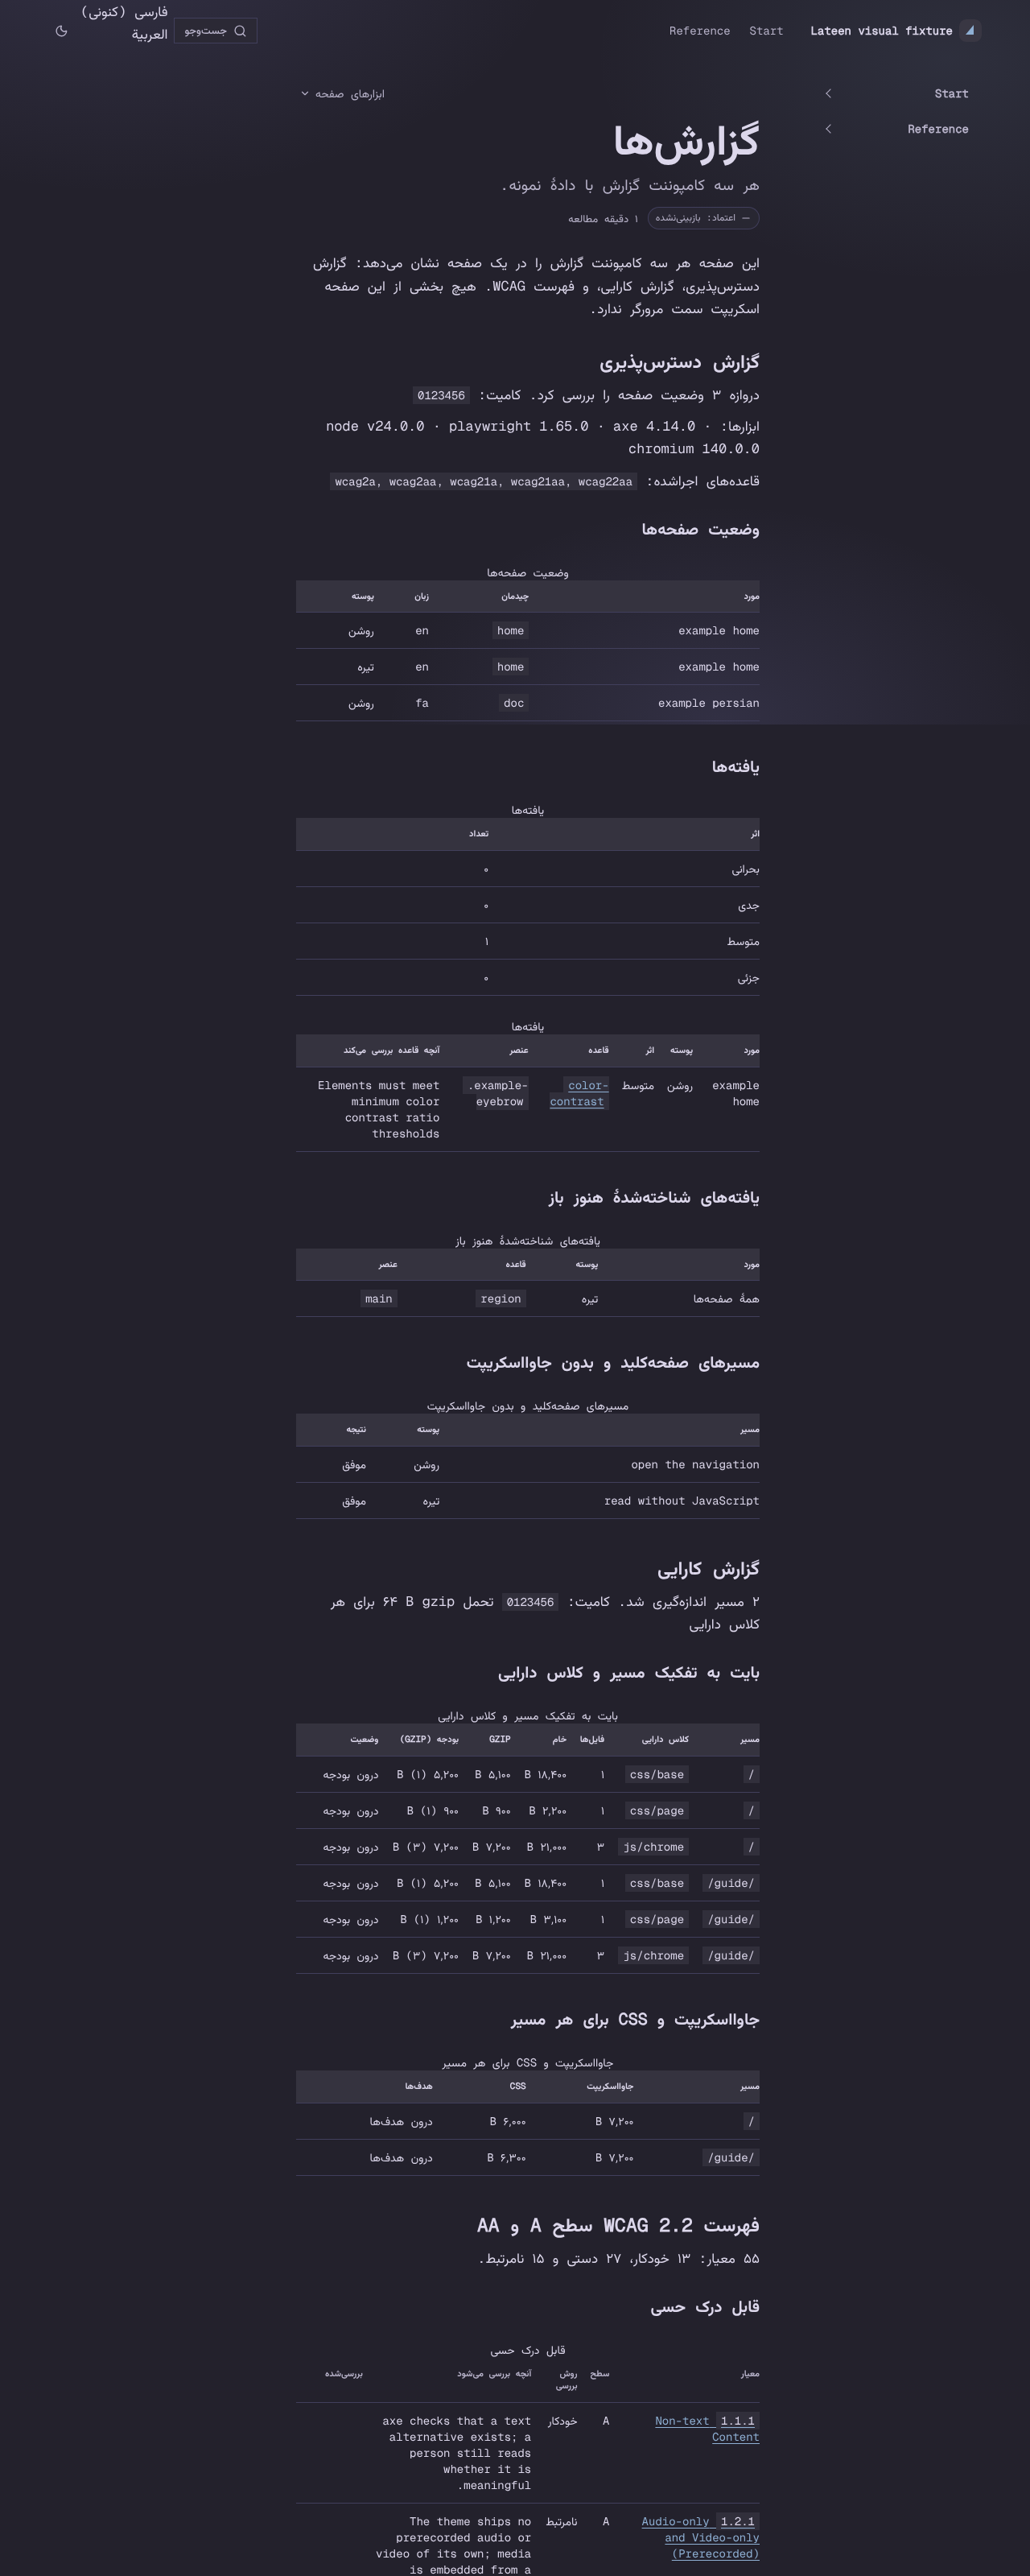 Lateen visual fixture
Start
Reference
جست‌وجو
فارسی (کنونی)
العربية
Start
Reference
ابزارهای صفحه
گزارش‌ها
هر سه کامپوننت گزارش با دادهٔ نمونه.
— اعتماد: بازبینی‌نشده
۱ دقیقه مطالعه
این صفحه هر سه کامپوننت گزارش را در یک صفحه نشان می‌دهد: گزارش
دسترس‌پذیری، گزارش کارایی، و فهرست WCAG. هیچ بخشی از این صفحه
اسکریپت سمت مرورگر ندارد.
گزارش دسترس‌پذیری
دروازه ۳ وضعیت صفحه را بررسی کرد. کامیت: 0123456
ابزارها: node v24.0.0 · playwright 1.65.0 · axe 4.14.0 ·
chromium 140.0.0
قاعده‌های اجراشده: wcag2a, wcag2aa, wcag21a, wcag21aa, wcag22aa
وضعیت صفحه‌ها
وضعیت صفحه‌ها
مورد چیدمان زبان پوسته
example home home en روشن
example home home en تیره
example persian doc fa روشن
یافته‌ها
یافته‌ها
اثر تعداد
بحرانی ۰
جدی ۰
متوسط ۱
جزئی ۰
یافته‌ها
مورد پوسته اثر قاعده عنصر آنچه قاعده بررسی می‌کند
example home روشن متوسط color-contrast .example-eyebrow Elements must meet
minimum color
contrast ratio
thresholds
یافته‌های شناخته‌شدهٔ هنوز باز
یافته‌های شناخته‌شدهٔ هنوز باز
مورد پوسته قاعده عنصر
همهٔ صفحه‌ها تیره region main
مسیرهای صفحه‌کلید و بدون جاوااسکریپت
مسیرهای صفحه‌کلید و بدون جاوااسکریپت
مسیر پوسته نتیجه
open the navigation روشن موفق
read without JavaScript تیره موفق
گزارش کارایی
۲ مسیر اندازه‌گیری شد. کامیت: 0123456 تحمل ۶۴ B gzip برای هر
کلاس دارایی
بایت به تفکیک مسیر و کلاس دارایی
بایت به تفکیک مسیر و کلاس دارایی
مسیر کلاس دارایی فایل‌ها خام GZIP بودجه (GZIP) وضعیت
/ css/base ۱ ۱۸٬۴۰۰ B ۵٬۱۰۰ B ۵٬۲۰۰ B (۱) درون بودجه
/ css/page ۱ ۲٬۲۰۰ B ۹۰۰ B ۹۰۰ B (۱) درون بودجه
/ js/chrome ۳ ۲۱٬۰۰۰ B ۷٬۲۰۰ B ۷٬۲۰۰ B (۳) درون بودجه
/guide/ css/base ۱ ۱۸٬۴۰۰ B ۵٬۱۰۰ B ۵٬۲۰۰ B (۱) درون بودجه
/guide/ css/page ۱ ۳٬۱۰۰ B ۱٬۲۰۰ B ۱٬۲۰۰ B (۱) درون بودجه
/guide/ js/chrome ۳ ۲۱٬۰۰۰ B ۷٬۲۰۰ B ۷٬۲۰۰ B (۳) درون بودجه
جاوااسکریپت و CSS برای هر مسیر
جاوااسکریپت و CSS برای هر مسیر
مسیر جاوااسکریپت CSS هدف‌ها
/ ۷٬۲۰۰ B ۶٬۰۰۰ B درون هدف‌ها
/guide/ ۷٬۲۰۰ B ۶٬۳۰۰ B درون هدف‌ها
فهرست WCAG 2.2 سطح A و AA
۵۵ معیار: ۱۳ خودکار، ۲۷ دستی و ۱۵ نامرتبط.
قابل درک حسی
قابل درک حسی
معیار سطح روش بررسی آنچه بررسی می‌شود بررسی‌شده
1.1.1 Non-text
Content
A خودکار
axe checks that a text
alternative exists; a
person still reads
whether it is
meaningful.
1.2.1 Audio-only
and Video-only
(Prerecorded)
A نامرتبط
The theme ships no
prerecorded audio or
video of its own; media
is embedded from a